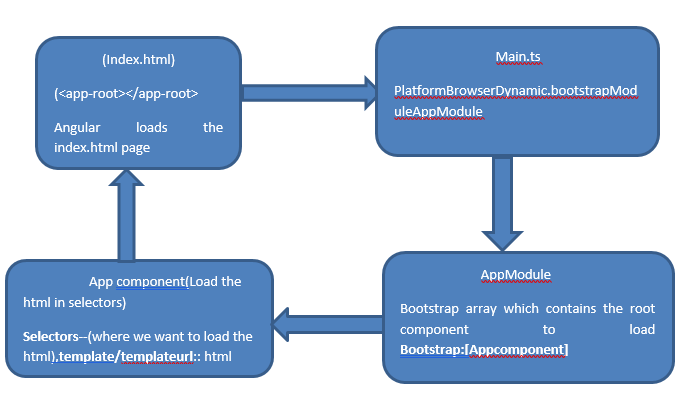 (Index.html)
(<app-root></app-root>
Angular loads the
index.html page
Main.ts
PlatformBrowserDynamic.bootstrapMod
uleAppModule
AppModule
Bootstrap array which contains the root
component to load
Bootstrap:[Appcomponent]
App component(Load the
html in selectors)
Selectors--(where we want to load the
html),template/templateurl:: html